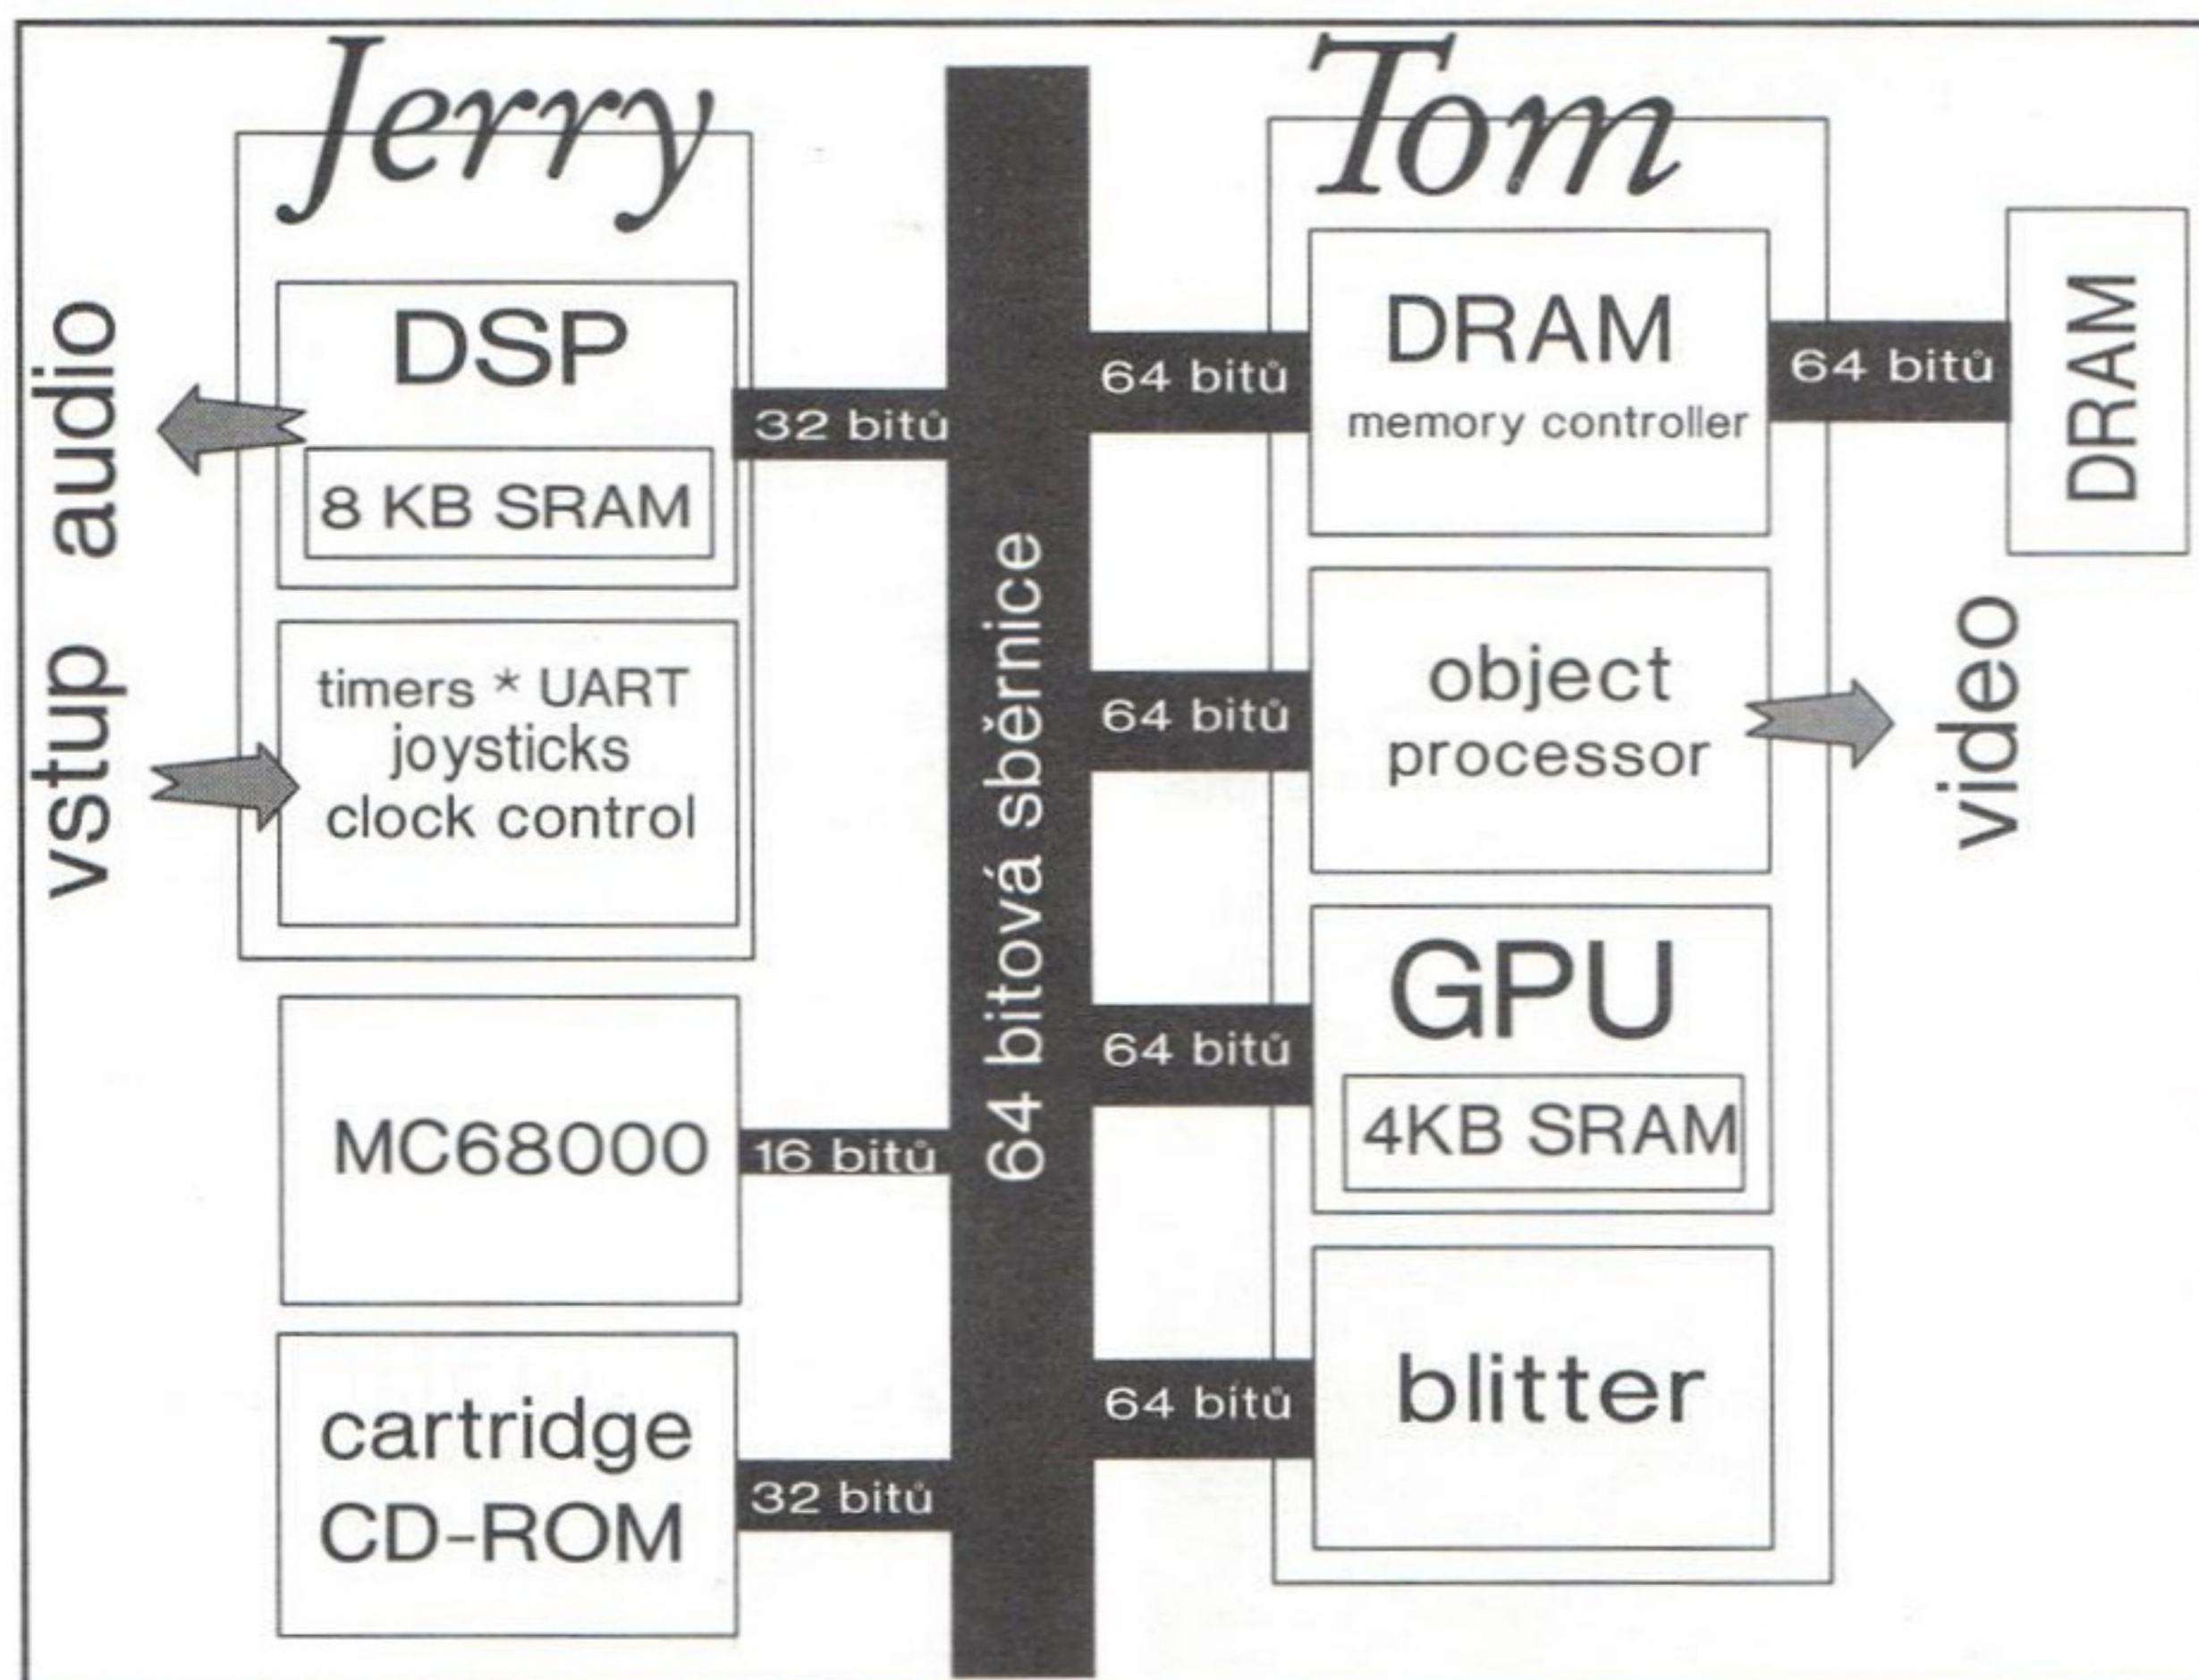 Jerry
audio
DSP
8 KB SRAM
32 bitů
vstup
timers * UART
joysticks
clock control
MC68000
16 bitů
cartridge
CD-ROM
32 bitů
64 bitová sběrnice
Tom
64 bitů
DRAM
memory controller
64 bitů
DRAM
64 bitů
object
processor
video
64 bitů
GPU
4KB SRAM
64 bitů
blitter